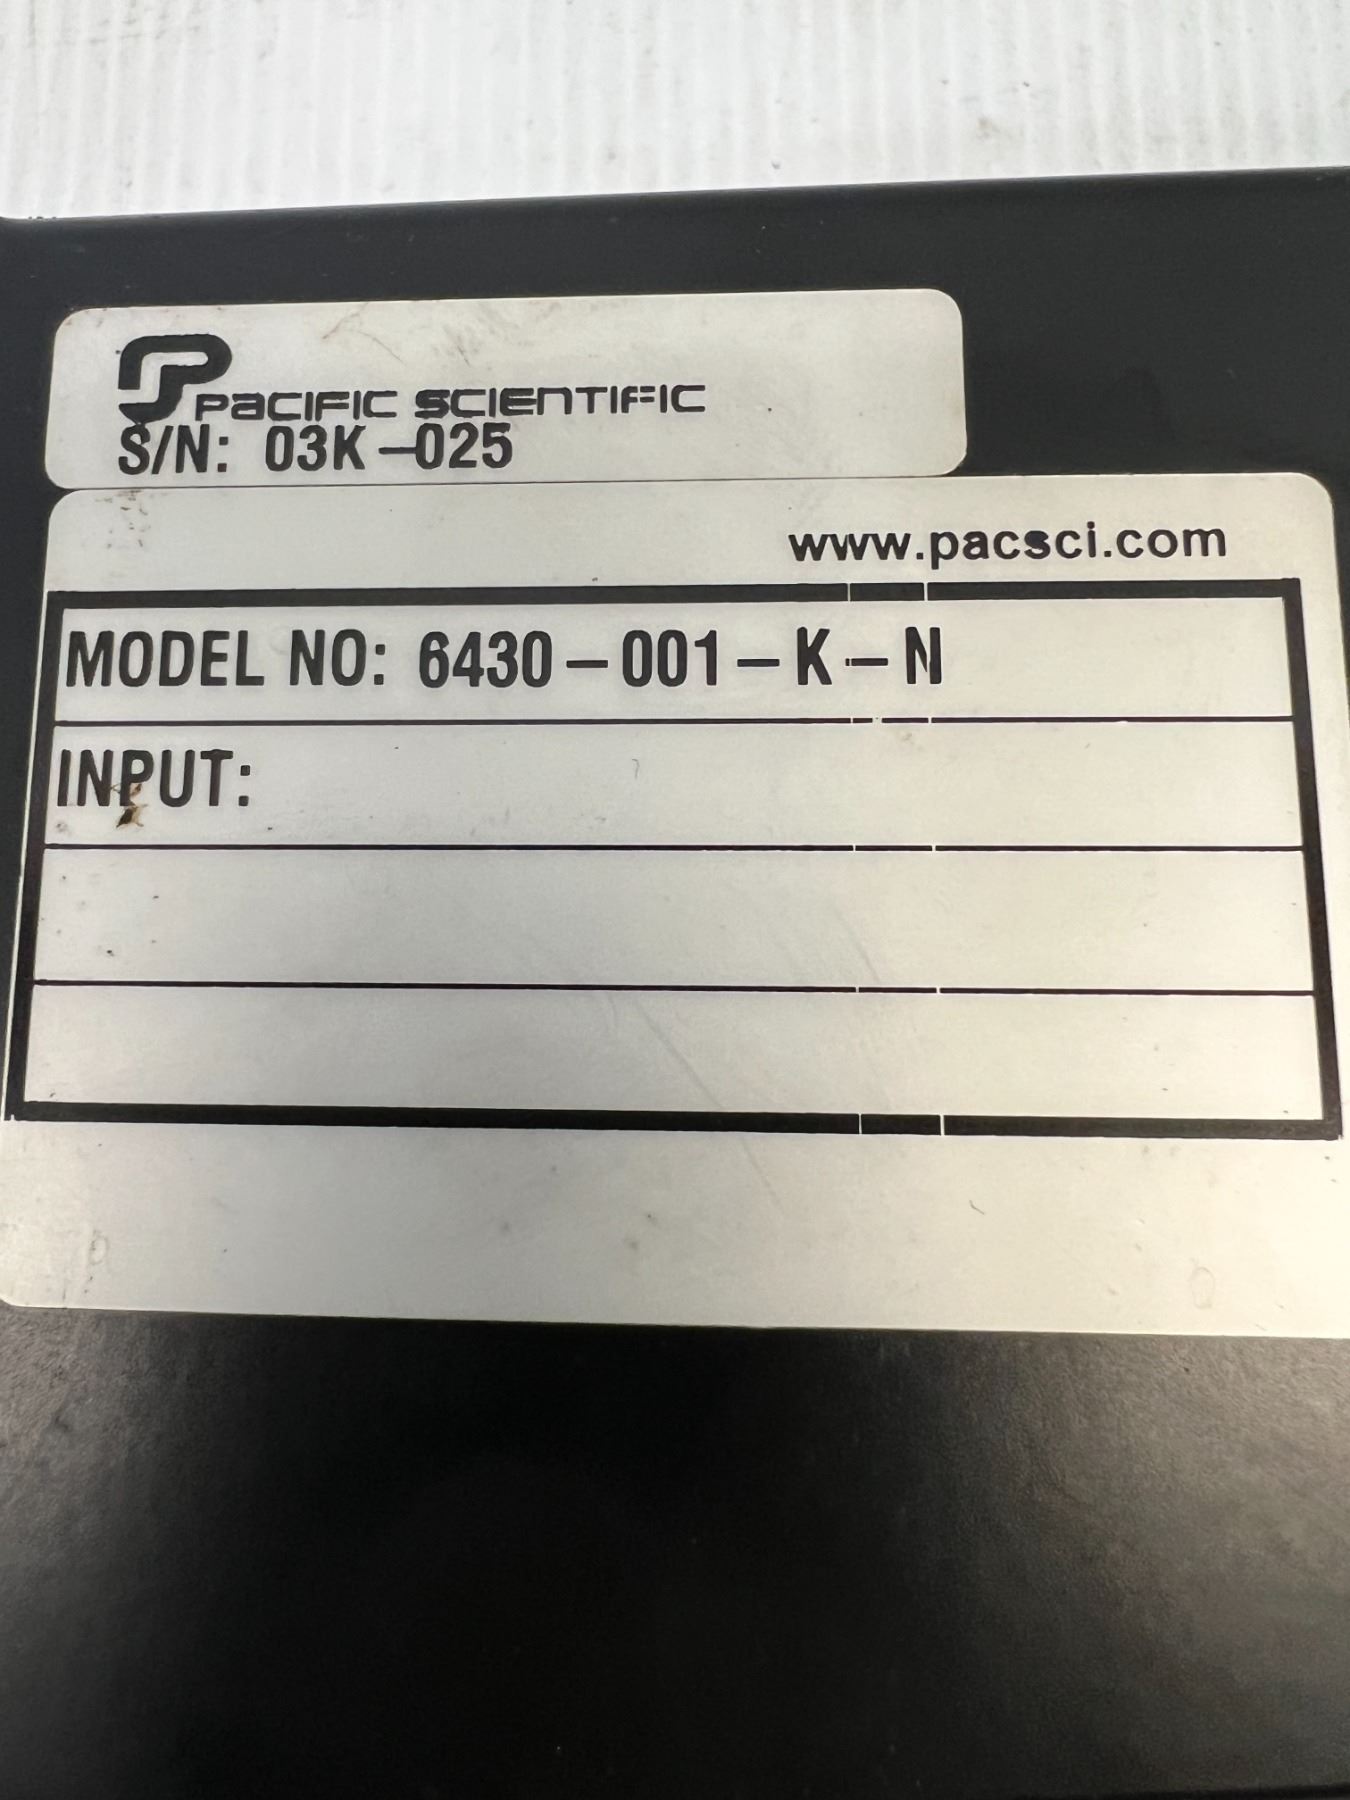 PACIFIC SCIENTIFIC
S/N: 03K-025
www.pacsci.com
MODEL NO: 6430-001-K-N
INPUT: